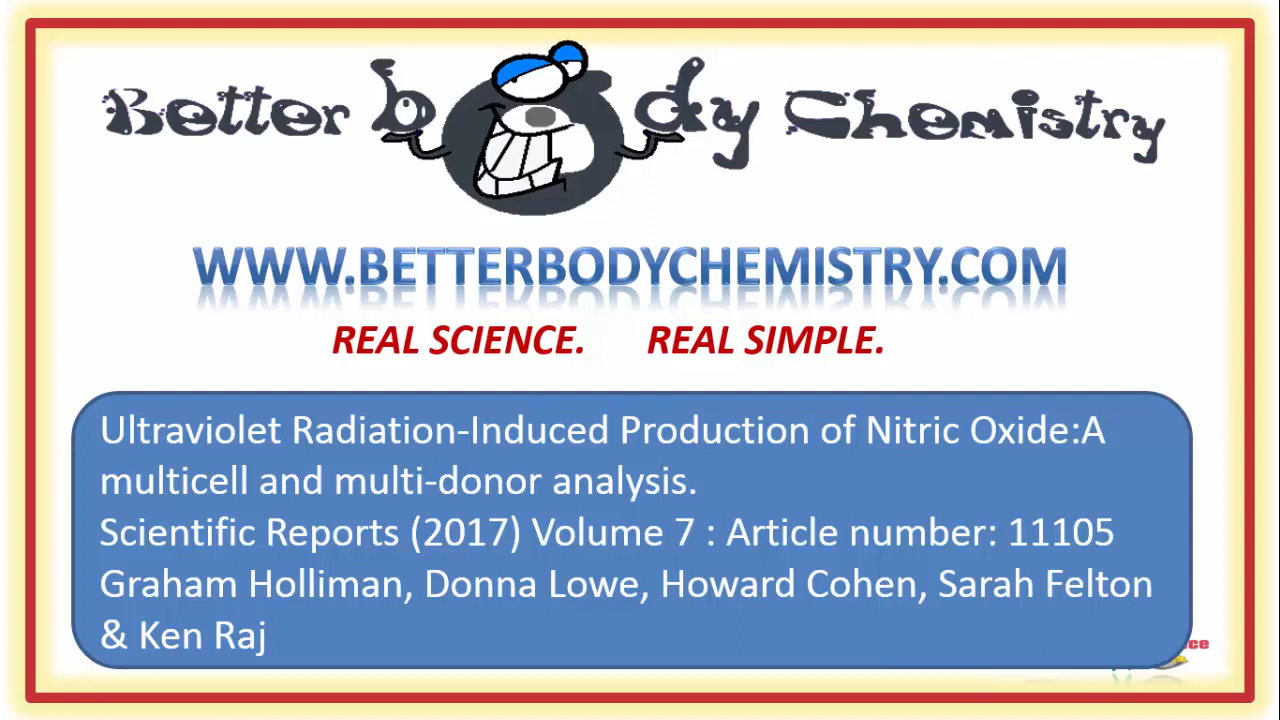 Better body Chemistry
WWW.BETTERBODYCHEMISTRY.COM
REAL SCIENCE. REAL SIMPLE.
Ultraviolet Radiation-Induced Production of Nitric Oxide:A
multicell and multi-donor analysis.
Scientific Reports (2017) Volume 7 : Article number: 11105
Graham Holliman, Donna Lowe, Howard Cohen, Sarah Felton
& Ken Raj